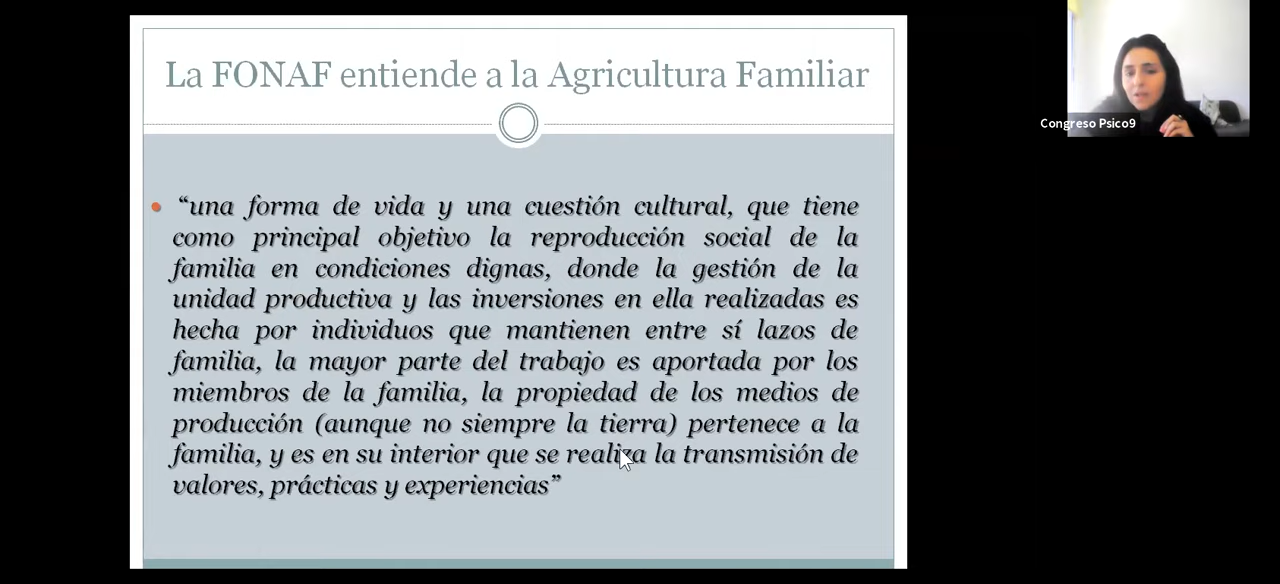 La FONAF entiende a la Agricultura Familiar
“una forma de vida y una cuestión cultural, que tiene
como principal objetivo la reproducción social de la
familia en condiciones dignas, donde la gestión de la
unidad productiva y las inversiones en ella realizadas es
hecha por individuos que mantienen entre sí lazos de
familia, la mayor parte del trabajo es aportada por los
miembros de la familia, la propiedad de los medios de
producción (aunque no siempre la tierra) pertenece a la
familia, y es en su interior que se realiza la transmisión de
valores, prácticas y experiencias”
Congreso Psico9